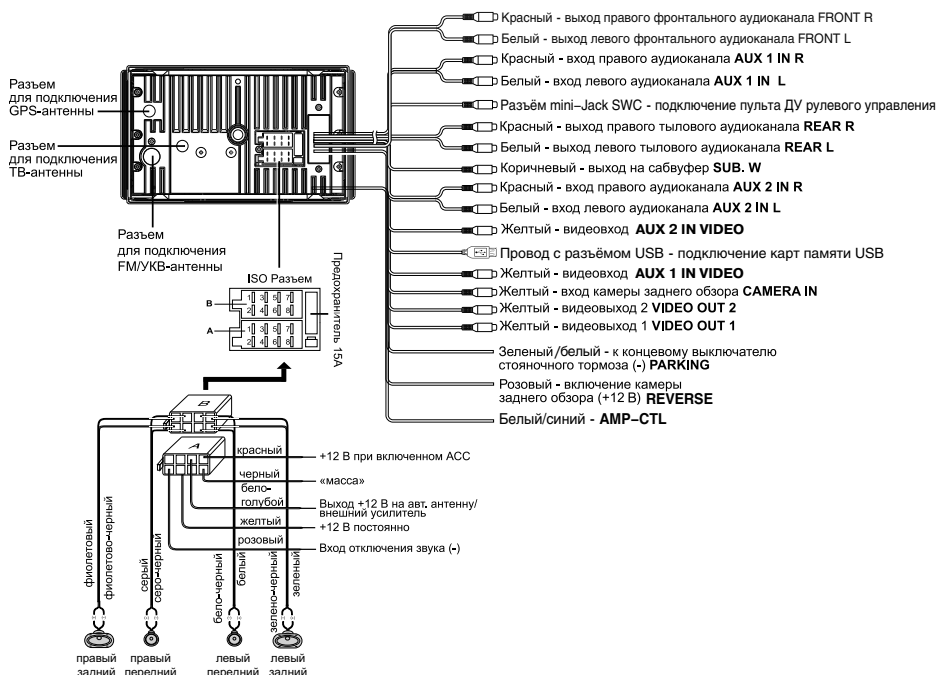 Красный - выход правого фронтального аудиоканала FRONT R
Белый - выход левого фронтального аудиоканала FRONT L
Красный - вход правого аудиоканала AUX 1 IN R
Белый - вход левого аудиоканала AUX 1 IN L
Разъём mini-Jack SWC - подключение пульта ДУ рулевого управления
Красный - выход правого тылового аудиоканала REAR R
Белый - выход левого тылового аудиоканала REAR L
Коричневый - выход на сабвуфер SUB. W
Красный - вход правого аудиоканала AUX 2 IN R
Белый - вход левого аудиоканала AUX 2 IN L
Желтый - видеовход AUX 2 IN VIDEO
Провод с разъёмом USB - подключение карт памяти USB
Желтый - видеовход AUX 1 IN VIDEO
Желтый - вход камеры заднего обзора CAMERA IN
Желтый - видеовыход 2 VIDEO OUT 2
Желтый - видеовыход 1 VIDEO OUT 1
Зеленый/белый - к концевому выключателю
стояночного тормоза (-) PARKING
Розовый - включение камеры
заднего обзора (+12 В) REVERSE
Белый/синий - AMP-CTL
Разъем
для подключения
GPS-антенны
Разъем
для подключения
ТВ-антенны
Разъем
для подключения
FM/УКВ-антенны
ISO Разъем
Предохранитель 15A
B
1 3 5 7
2 4 6 8
A
1 3 5 7
2 4 6 8
B
A
красный
+12 В при включенном ACC
черный
«масса»
бело-
голубой
Выход +12 В на авт. антенну/
внешний усилитель
желтый
+12 В постоянно
розовый
Вход отключения звука (-)
фиолетовый
фиолетово-черный
серый
серо-черный
бело-черный
белый
зелено-черный
зеленый
правый
задний
правый
передний
левый
передний
левый
задний